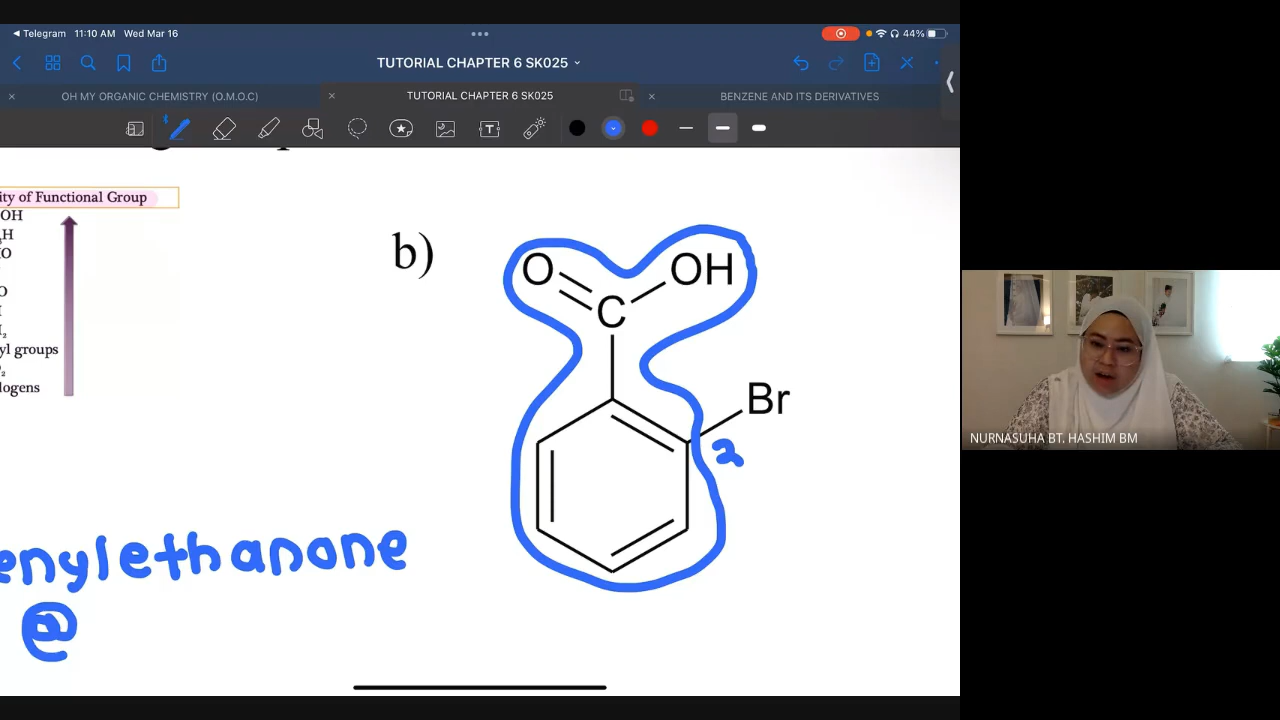 Telegram 11:10 AM Wed Mar 16
44%
TUTORIAL CHAPTER 6 SK025
OH MY ORGANIC CHEMISTRY (O.M.O.C)
TUTORIAL CHAPTER 6 SK025
BENZENE AND ITS DERIVATIVES
ity of Functional Group
OH
H
O
O
yl groups
logens
b)
O
OH
C
Br
2
enylethanone
@
NURNASUHA BT. HASHIM BM